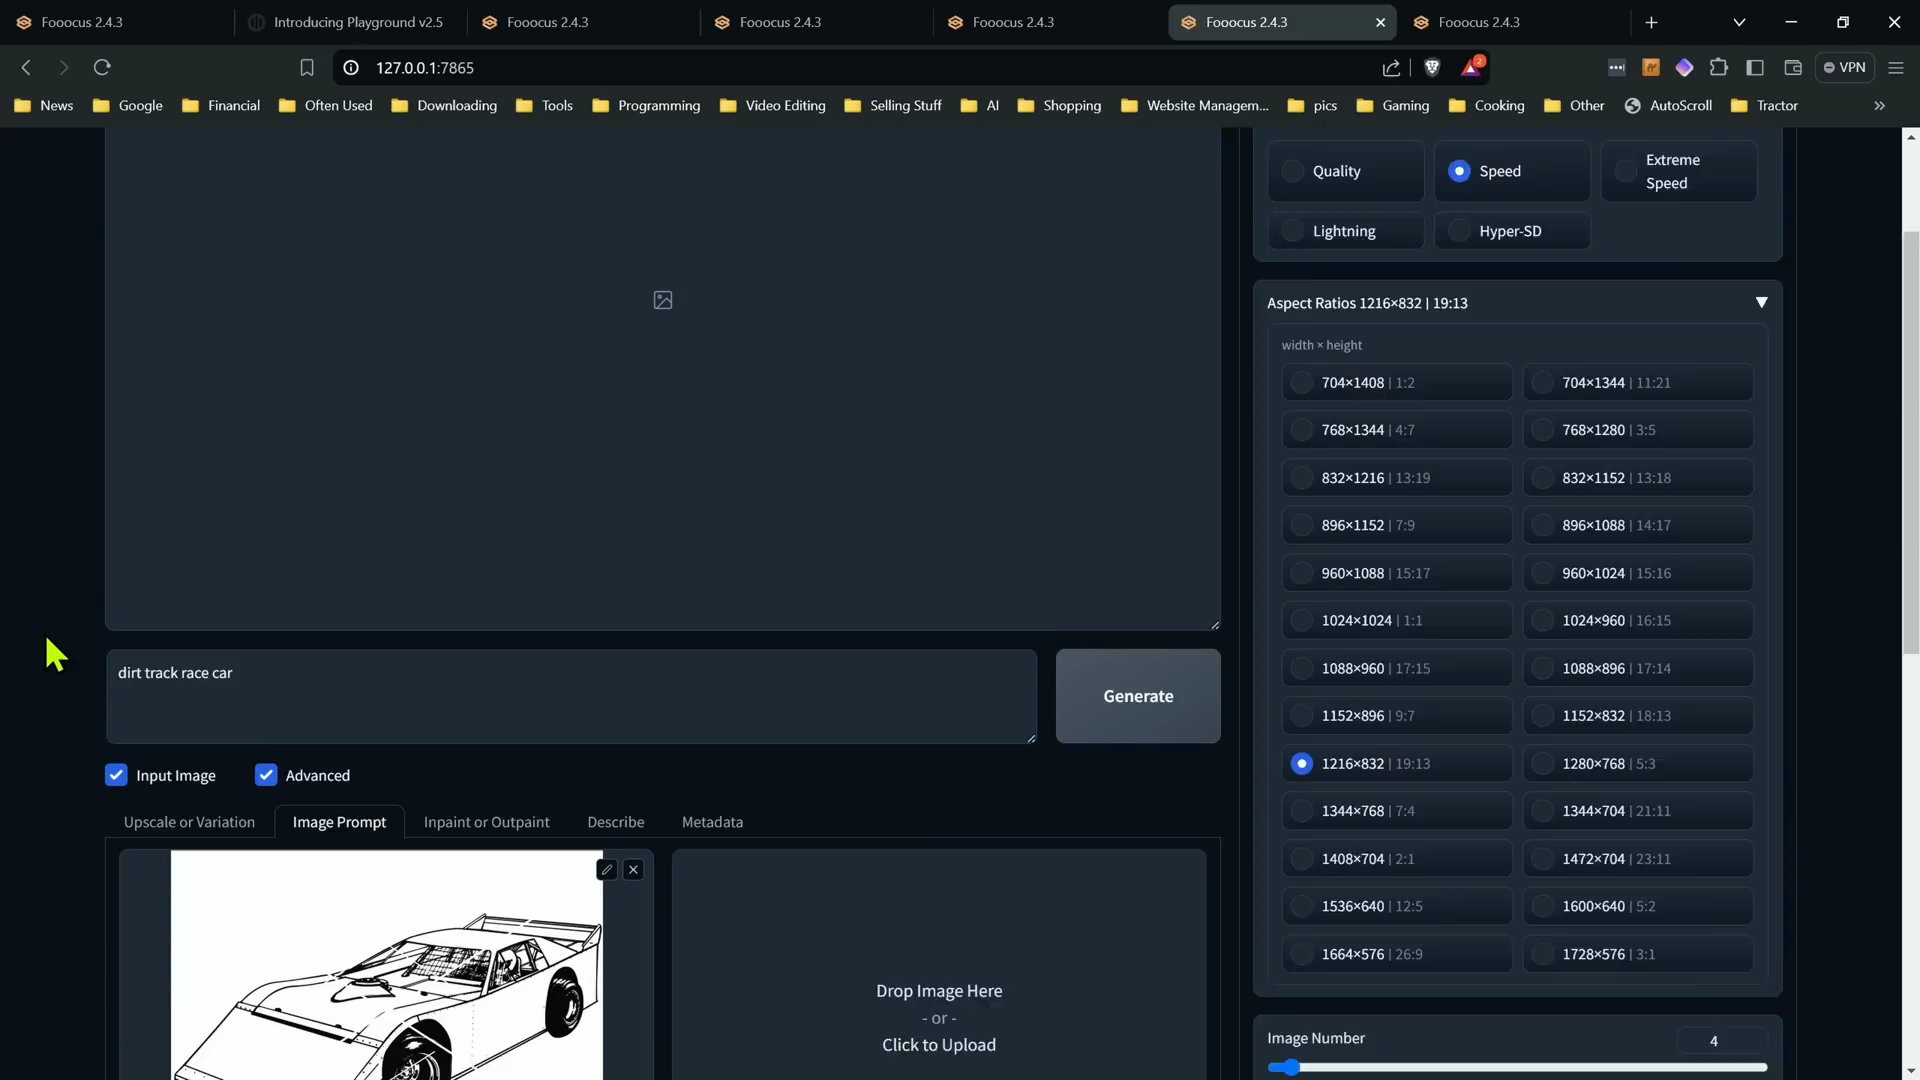 Fooocus 2.4.3
Introducing Playground v2.5
Fooocus 2.4.3
Fooocus 2.4.3
Fooocus 2.4.3
Fooocus 2.4.3
Fooocus 2.4.3
127.0.0.1:7865
2
VPN
News
Google
Financial
Often Used
Downloading
Tools
Programming
Video Editing
Selling Stuff
AI
Shopping
Website Managem...
pics
Gaming
Cooking
Other
AutoScroll
Tractor
Quality
Speed
Extreme
Speed
Lightning
Hyper-SD
Aspect Ratios 1216×832 | 19:13
width × height
704×1408 | 1:2
704×1344 | 11:21
768×1344 | 4:7
768×1280 | 3:5
832×1216 | 13:19
832×1152 | 13:18
896×1152 | 7:9
896×1088 | 14:17
960×1088 | 15:17
960×1024 | 15:16
1024×1024 | 1:1
1024×960 | 16:15
1088×960 | 17:15
1088×896 | 17:14
1152×896 | 9:7
1152×832 | 18:13
1216×832 | 19:13
1280×768 | 5:3
1344×768 | 7:4
1344×704 | 21:11
1408×704 | 2:1
1472×704 | 23:11
1536×640 | 12:5
1600×640 | 5:2
1664×576 | 26:9
1728×576 | 3:1
Image Number
4
dirt track race car
Generate
Input Image
Advanced
Upscale or Variation
Image Prompt
Inpaint or Outpaint
Describe
Metadata
Drop Image Here
- or -
Click to Upload